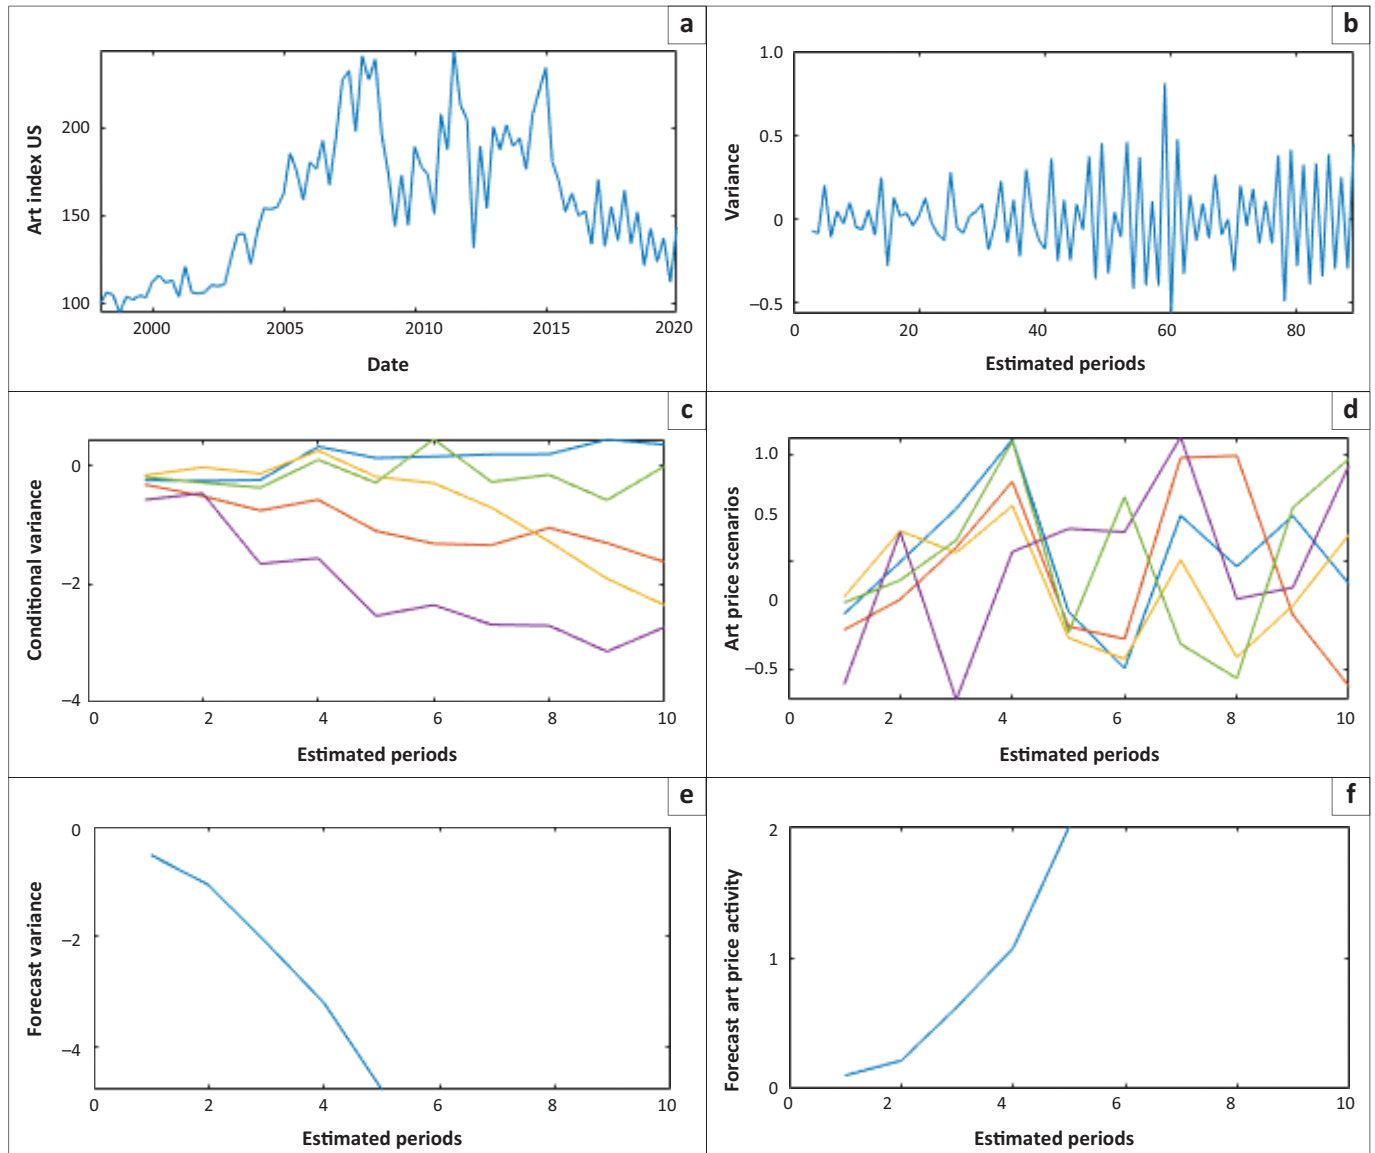 a
Art index US
200
150
100
2000 2005 2010 2015 2020
Date
b
Variance
1.0
0.5
0
–0.5
0 20 40 60 80
Estimated periods
c
Conditional variance
0
–2
–4
0 2 4 6 8 10
Estimated periods
d
Art price scenarios
1.0
0.5
0
–0.5
0 2 4 6 8 10
Estimated periods
e
Forecast variance
0
–2
–4
0 2 4 6 8 10
Estimated periods
f
Forecast art price activity
2
1
0
0 2 4 6 8 10
Estimated periods